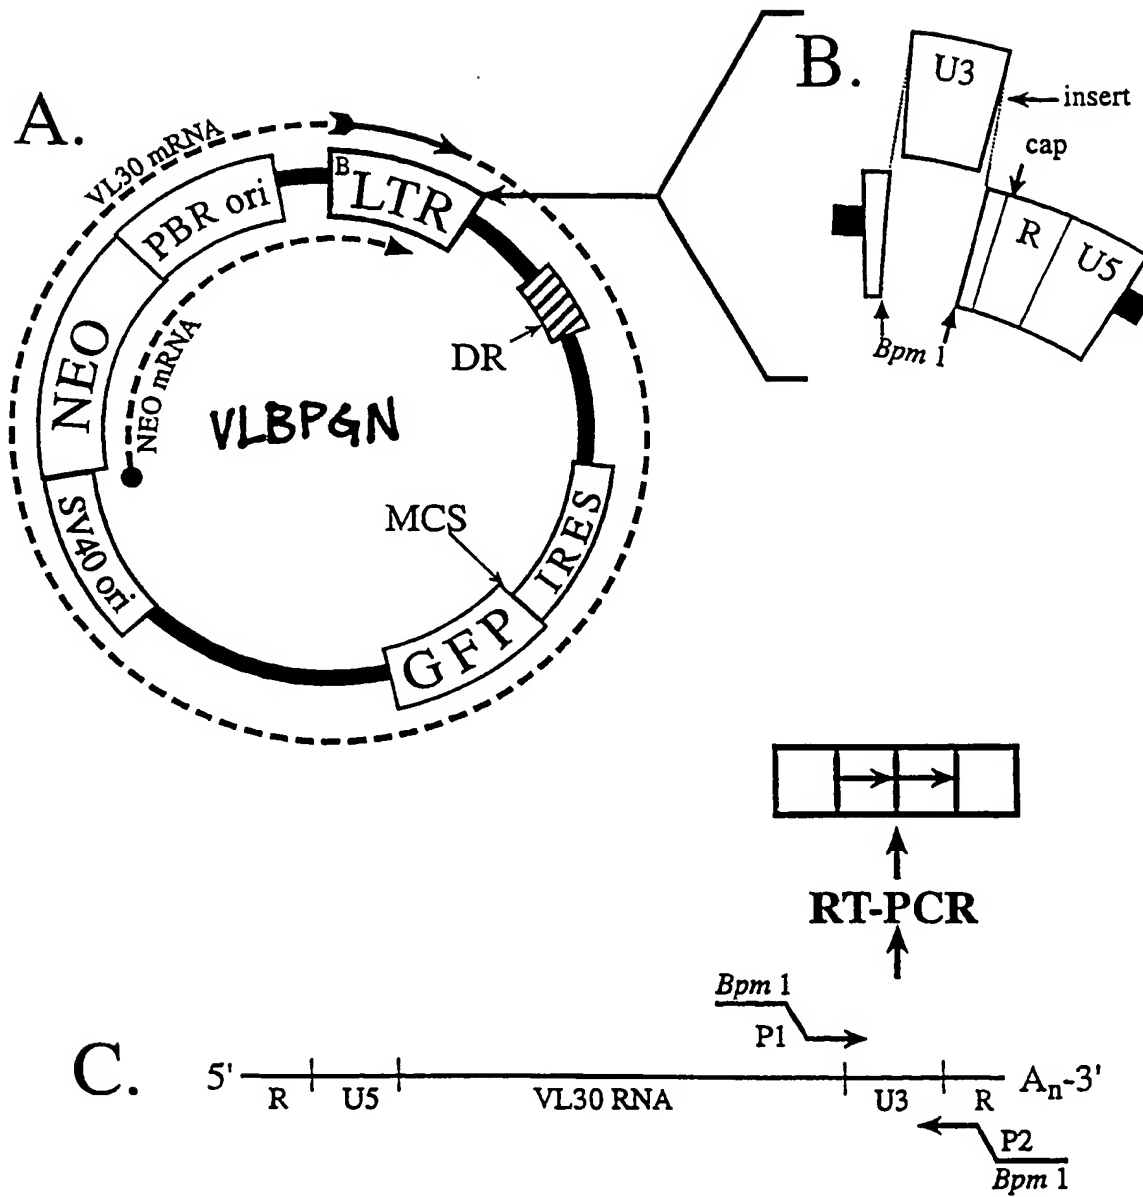 A.
VL30 mRNA
PBR ori
B
LTR
NEO
NEO mRNA
DR
VLBPGN
MCS
IRES
GFP
SV40 ori
B.
U3
insert
cap
R
U5
Bpm 1
RT-PCR
C.
Bpm 1
P1
5'
R
U5
VL30 RNA
U3
R
An-3'
P2
Bpm 1